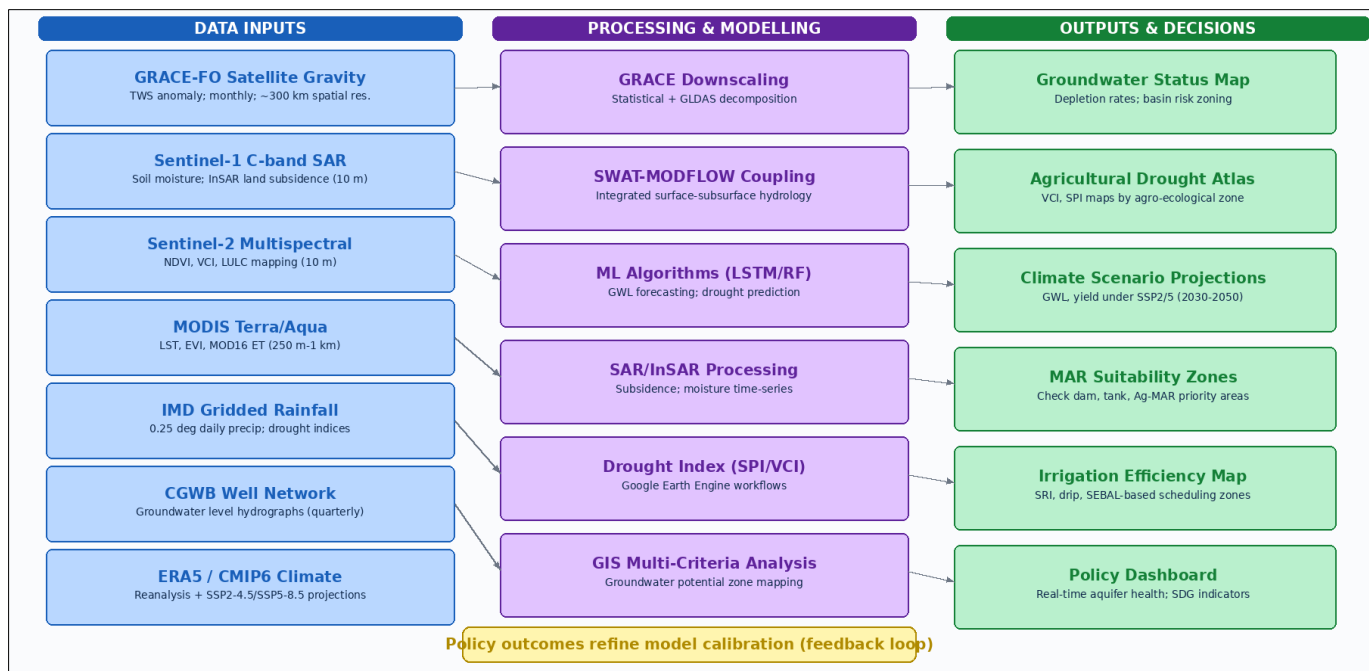 DATA INPUTS
GRACE-FO Satellite Gravity
TWS anomaly; monthly; ~300 km spatial res.
Sentinel-1 C-band SAR
Soil moisture; InSAR land subsidence (10 m)
Sentinel-2 Multispectral
NDVI, VCI, LULC mapping (10 m)
MODIS Terra/Aqua
LST, EVI, MOD16 ET (250 m-1 km)
IMD Gridded Rainfall
0.25 deg daily precip; drought indices
CGWB Well Network
Groundwater level hydrographs (quarterly)
ERA5 / CMIP6 Climate
Reanalysis + SSP2-4.5/SSP5-8.5 projections
PROCESSING & MODELLING
GRACE Downscaling
Statistical + GLDAS decomposition
SWAT-MODFLOW Coupling
Integrated surface-subsurface hydrology
ML Algorithms (LSTM/RF)
GWL forecasting; drought prediction
SAR/InSAR Processing
Subsidence; moisture time-series
Drought Index (SPI/VCI)
Google Earth Engine workflows
GIS Multi-Criteria Analysis
Groundwater potential zone mapping
OUTPUTS & DECISIONS
Groundwater Status Map
Depletion rates; basin risk zoning
Agricultural Drought Atlas
VCI, SPI maps by agro-ecological zone
Climate Scenario Projections
GWL, yield under SSP2/5 (2030-2050)
MAR Suitability Zones
Check dam, tank, Ag-MAR priority areas
Irrigation Efficiency Map
SRI, drip, SEBAL-based scheduling zones
Policy Dashboard
Real-time aquifer health; SDG indicators
Policy outcomes refine model calibration (feedback loop)